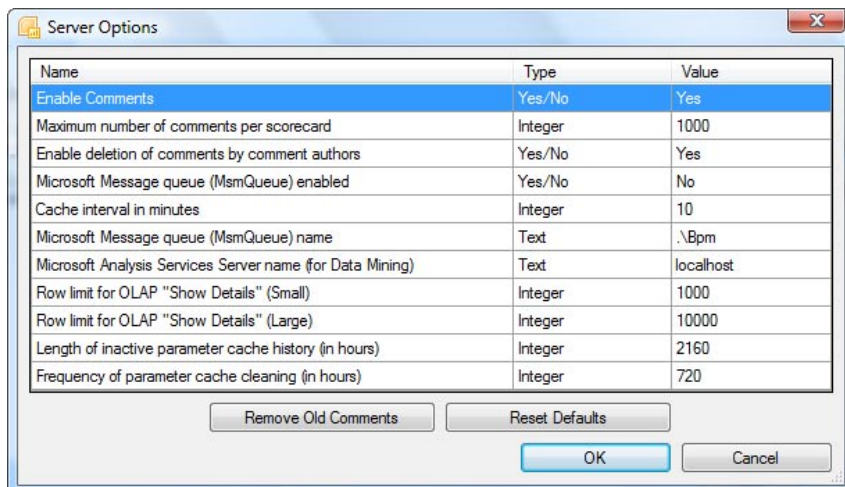 Server Options
Name Type Value
Enable Comments Yes/No Yes
Maximum number of comments per scorecard Integer 1000
Enable deletion of comments by comment authors Yes/No Yes
Microsoft Message queue (MsmQueue) enabled Yes/No No
Cache interval in minutes Integer 10
Microsoft Message queue (MsmQueue) name Text .\Bpm
Microsoft Analysis Services Server name (for Data Mining) Text localhost
Row limit for OLAP "Show Details" (Small) Integer 1000
Row limit for OLAP "Show Details" (Large) Integer 10000
Length of inactive parameter cache history (in hours) Integer 2160
Frequency of parameter cache cleaning (in hours) Integer 720
Remove Old Comments Reset Defaults
OK Cancel